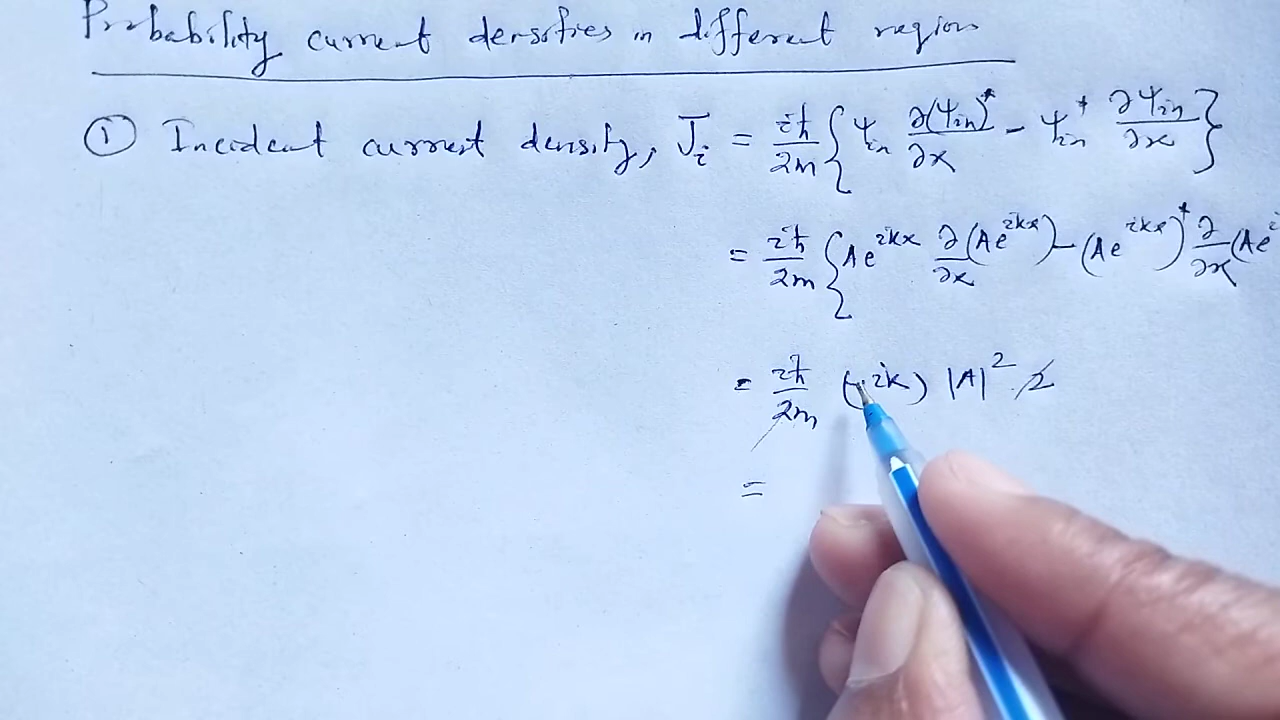 Probability current densities in different region
① Incident current density, J_i = iħ/2m { ψ_in ∂(ψ_in)*/∂x - ψ_in* ∂ψ_in/∂x }
= iħ/2m { Ae^{ikx} ∂/∂x (Ae^{ikx}) - (Ae^{ikx})* ∂/∂x (Ae^i
= iħ/2m (-ik) |A|² 2
=